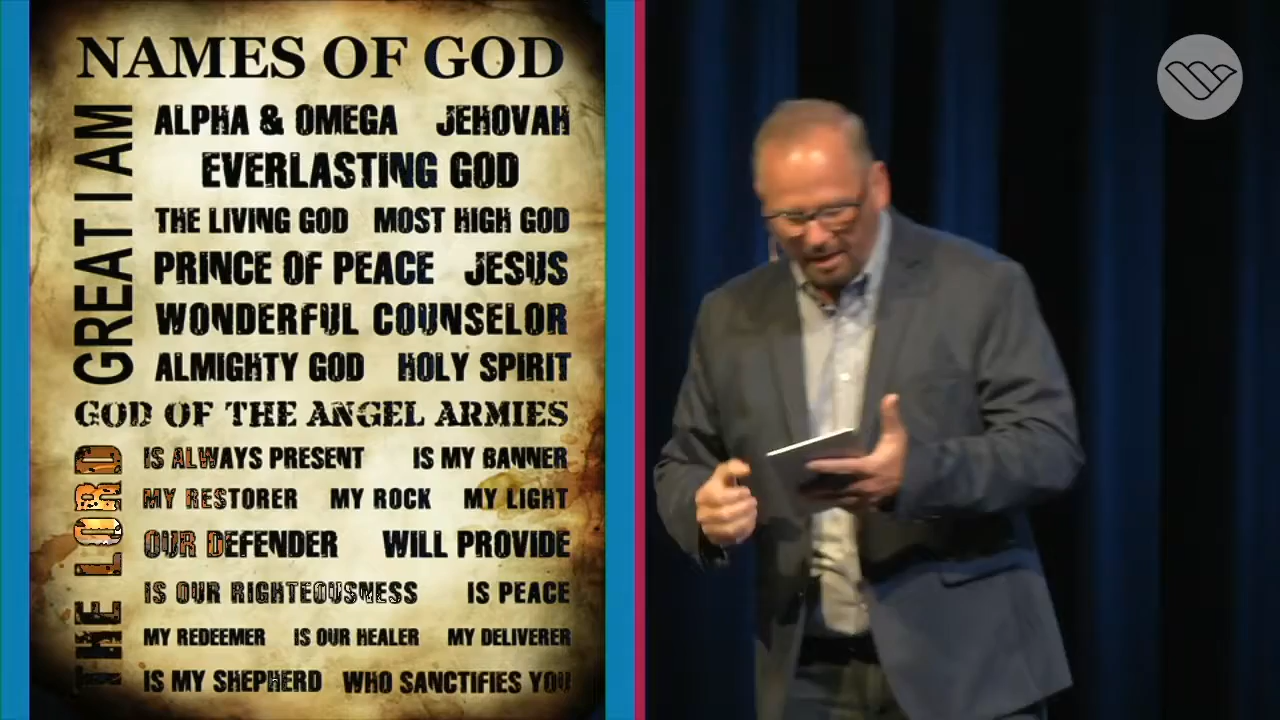 NAMES OF GOD
GREAT I AM
ALPHA & OMEGA JEHOVAH
EVERLASTING GOD
THE LIVING GOD MOST HIGH GOD
PRINCE OF PEACE JESUS
WONDERFUL COUNSELOR
ALMIGHTY GOD HOLY SPIRIT
GOD OF THE ANGEL ARMIES
THE LORD
IS ALWAYS PRESENT IS MY BANNER
MY RESTORER MY ROCK MY LIGHT
OUR DEFENDER WILL PROVIDE
IS OUR RIGHTEOUSNESS IS PEACE
MY REDEEMER IS OUR HEALER MY DELIVERER
IS MY SHEPHERD WHO SANCTIFIES YOU